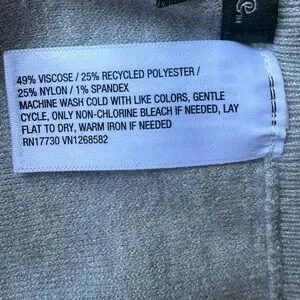 49% VISCOSE / 25% RECYCLED POLYESTER /
25% NYLON / 1% SPANDEX
MACHINE WASH COLD WITH LIKE COLORS, GENTLE
CYCLE, ONLY NON-CHLORINE BLEACH IF NEEDED, LAY
FLAT TO DRY, WARM IRON IF NEEDED
RN17730 VN1268582